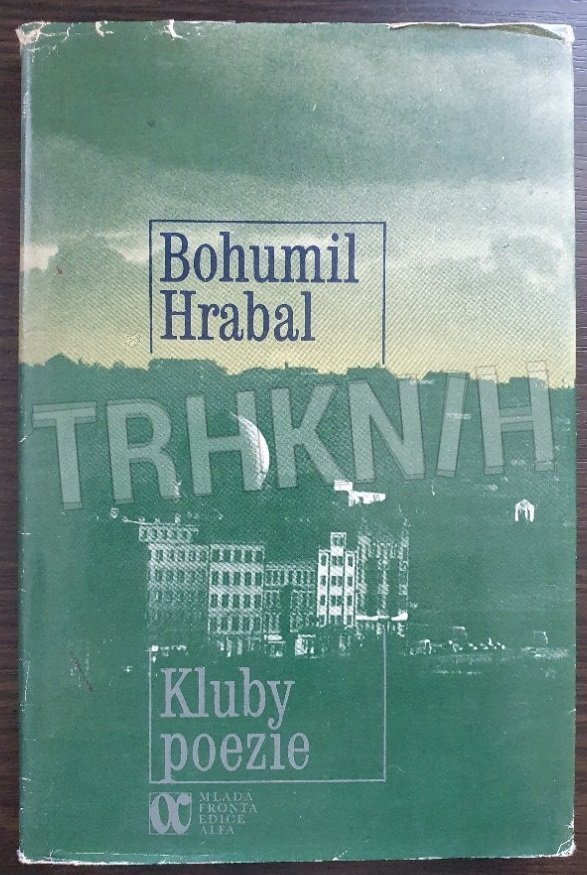 Bohumil
Hrabal
TRHKNIH
Kluby
poezie
MLADÁ
FRONTA
EDICE
ALFA